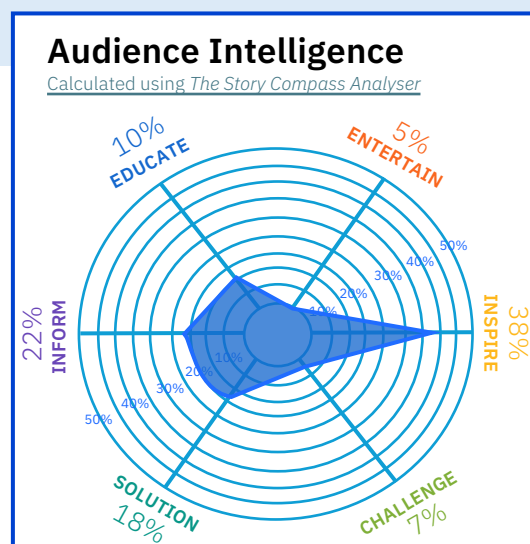 Audience Intelligence
Calculated using The Story Compass Analyser
10%
EDUCATE
5%
ENTERTAIN
50%
40%
30%
20%
10%
22%
INFORM
INSPIRE
38%
10%
20%
30%
40%
50%
SOLUTION
18%
CHALLENGE
7%